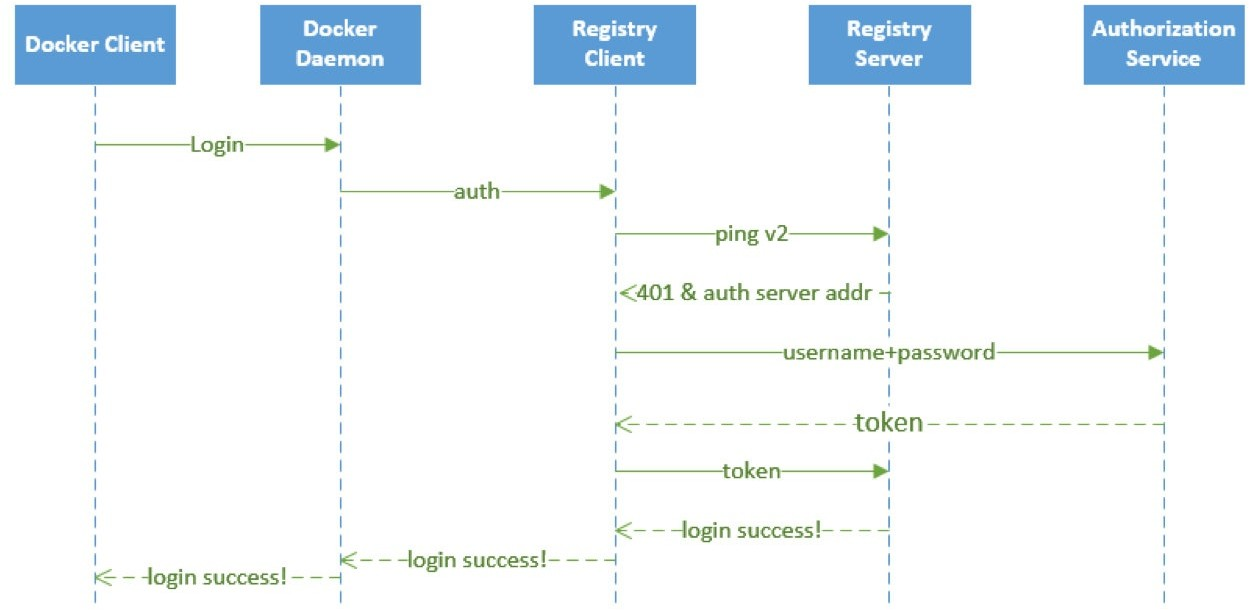 Docker Client
Docker
Daemon
Registry
Client
Registry
Server
Authorization
Service
Login
auth
ping v2
401 & auth server addr
username+password
token
token
login success!
login success!
login success!